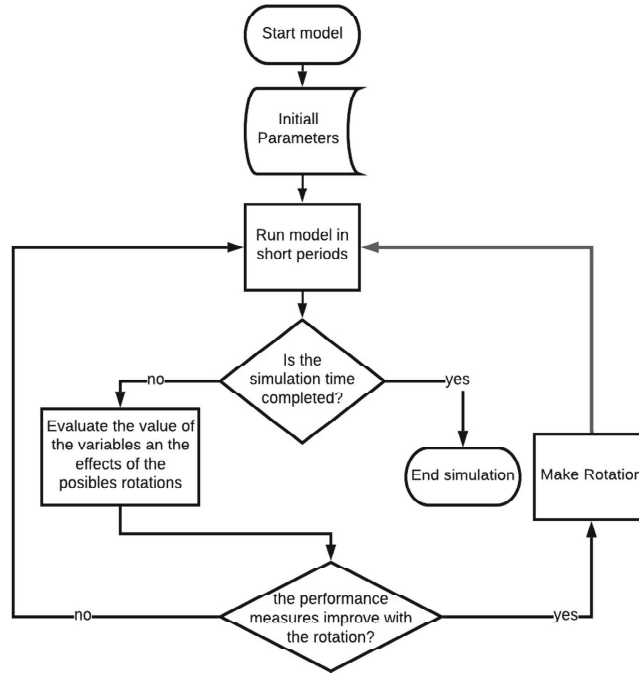 Start model
Initiall
Parameters
Run model in
short periods
Is the
simulation time
completed?
no
yes
Evaluate the value of
the variables an the
effects of the
posibles rotations
End simulation
Make Rotation
the performance
measures improve with
the rotation?
no
yes